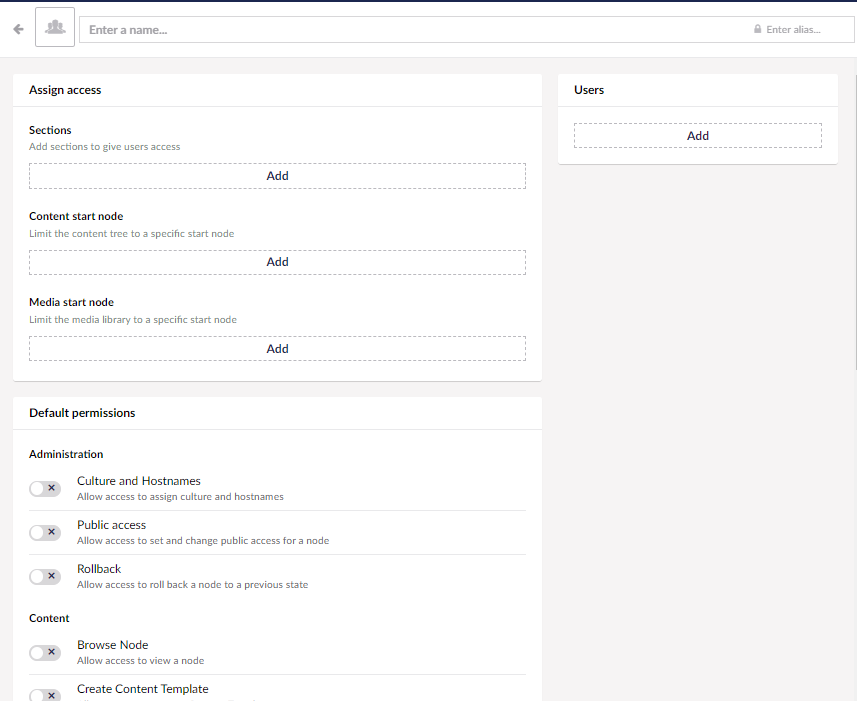 Enter a name...
Enter alias...
Assign access
Sections
Add sections to give users access
Add
Content start node
Limit the content tree to a specific start node
Add
Media start node
Limit the media library to a specific start node
Add
Users
Add
Default permissions
Administration
Culture and Hostnames
Allow access to assign culture and hostnames
Public access
Allow access to set and change public access for a node
Rollback
Allow access to roll back a node to a previous state
Content
Browse Node
Allow access to view a node
Create Content Template